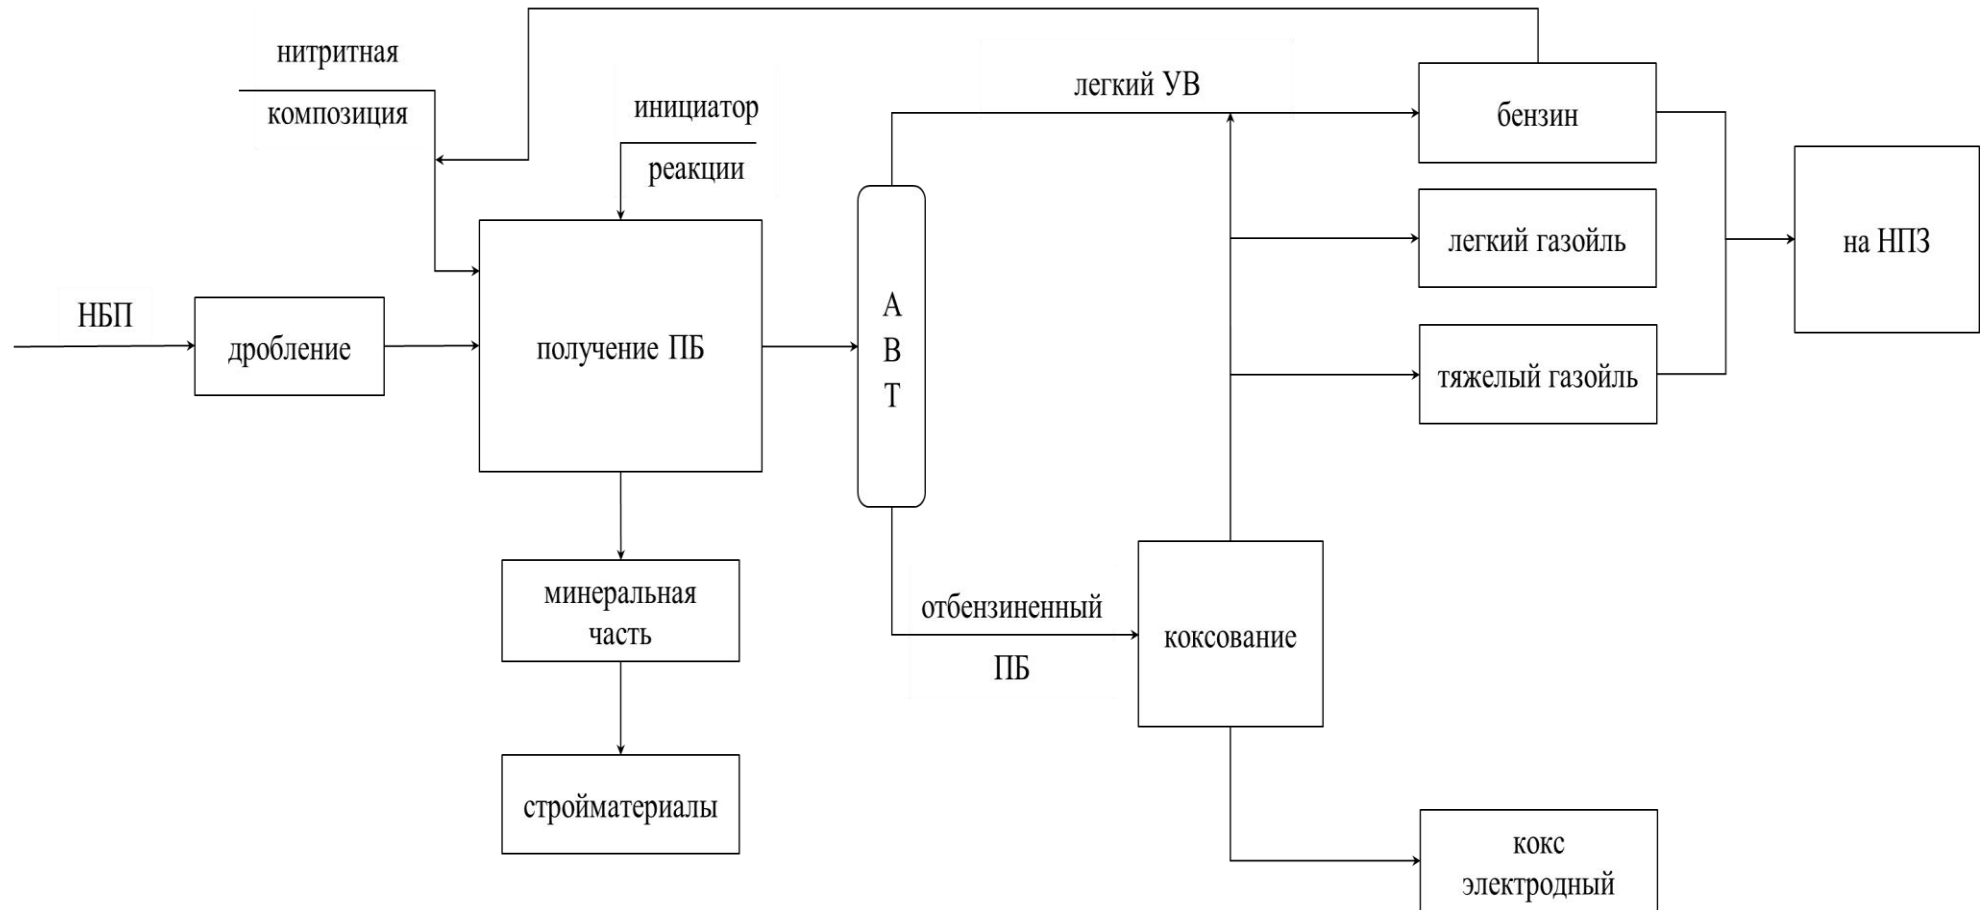 нитритная
композиция
инициатор
реакции
легкий УВ
бензин
легкий газойль
на НПЗ
НБП
дробление
получение ПБ
А
В
Т
тяжелый газойль
минеральная
часть
отбензиненный
ПБ
коксование
стройматериалы
кокс
электродный